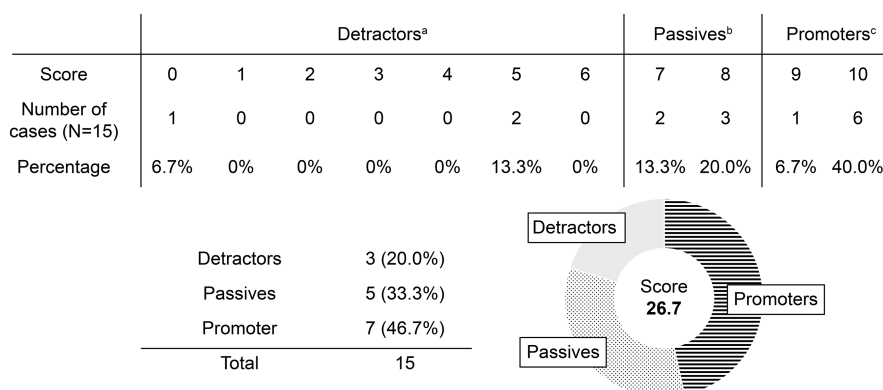 Detractorsᵃ Passivesᵇ Promotersᶜ
Score 0 1 2 3 4 5 6 7 8 9 10
Number of
cases (N=15) 1 0 0 0 0 2 0 2 3 1 6
Percentage 6.7% 0% 0% 0% 0% 13.3% 0% 13.3% 20.0% 6.7% 40.0%
Detractors 3 (20.0%)
Passives 5 (33.3%)
Promoter 7 (46.7%)
Total 15
Detractors
Score
26.7
Promoters
Passives